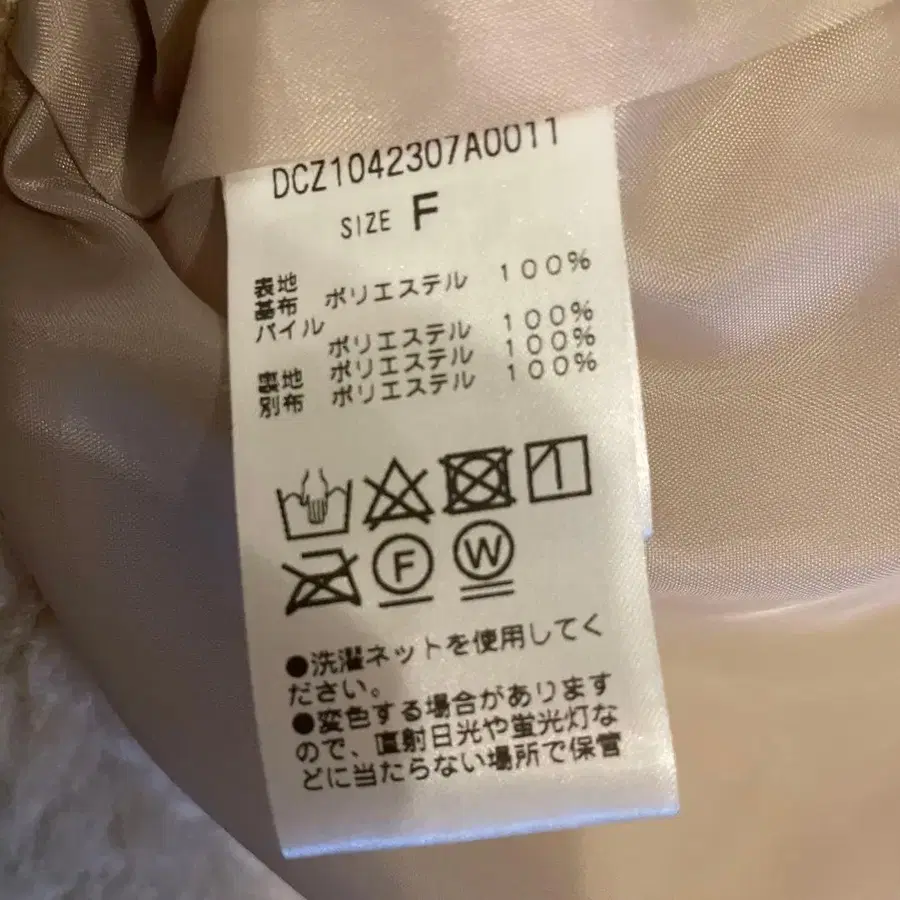 DCZ1042307A0011
SIZE F
表地
基布 ポリエステル 100%
パイル
ポリエステル 100%
裏地 ポリエステル 100%
別布 ポリエステル 100%
F W
●洗濯ネットを使用してく
ださい。
●変色する場合があります
ので、直射日光や蛍光灯な
どに当たらない場所で保管